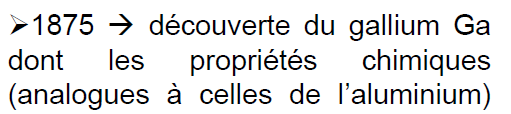 ➢1875 → découverte du gallium Ga
dont les propriétés chimiques
(analogues à celles de l’aluminium)